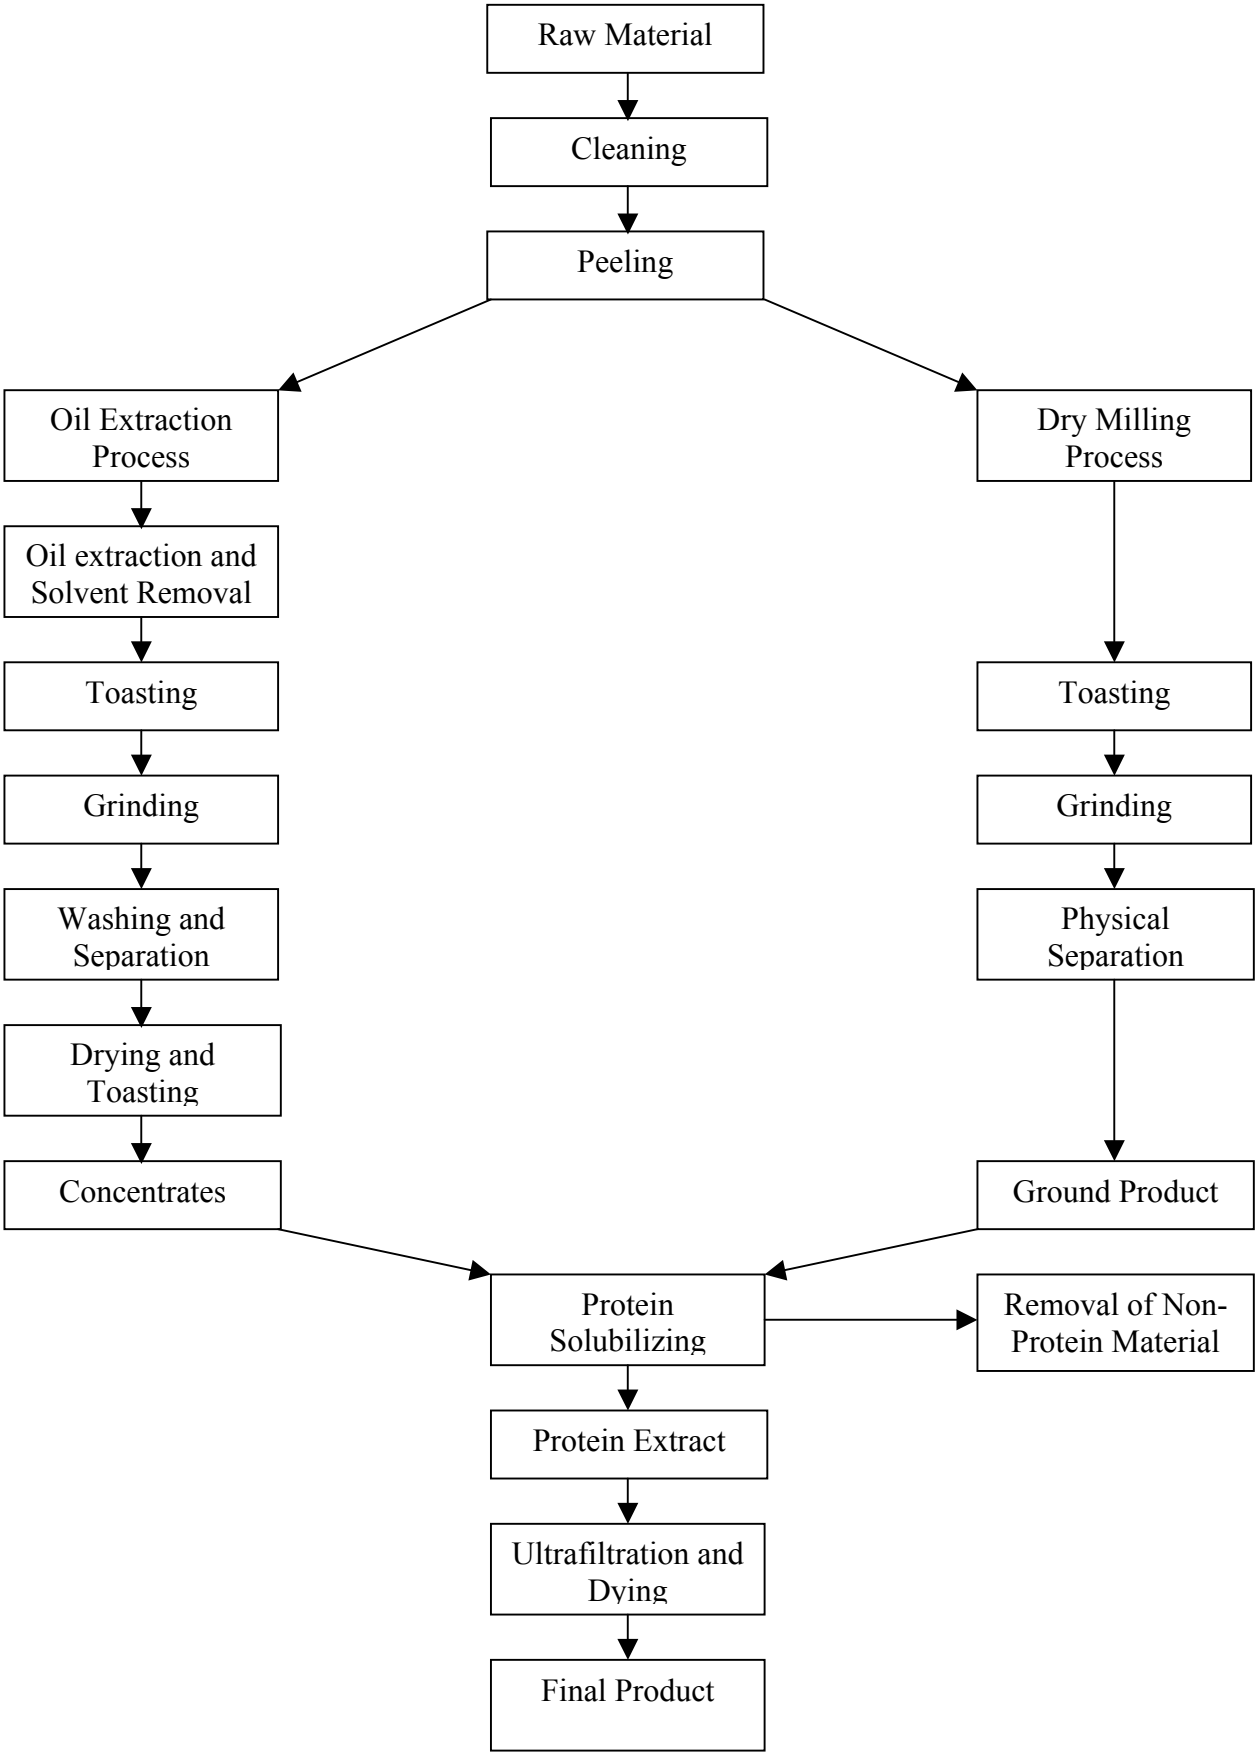 Raw Material
Cleaning
Peeling
Oil Extraction
Process
Oil extraction and
Solvent Removal
Toasting
Grinding
Washing and
Separation
Drying and
Toasting
Concentrates
Dry Milling
Process
Toasting
Grinding
Physical
Separation
Ground Product
Protein
Solubilizing
Removal of Non-
Protein Material
Protein Extract
Ultrafiltration and
Dying
Final Product